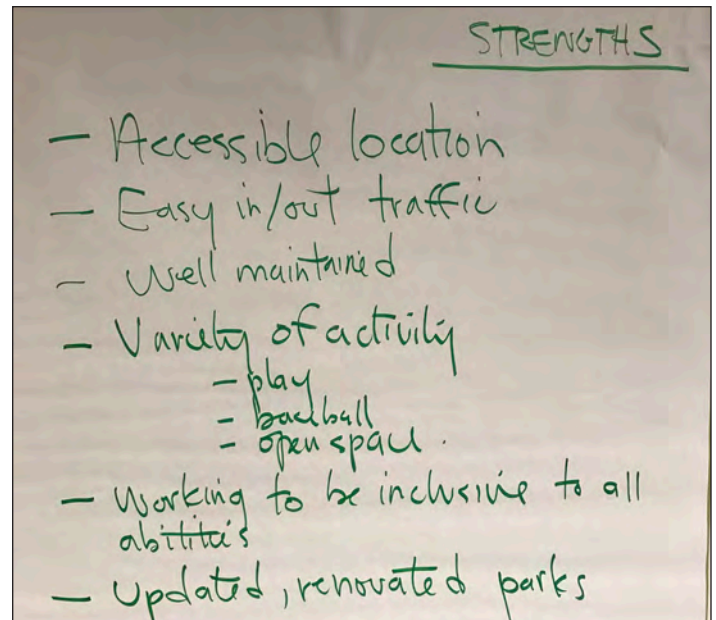 STRENGTHS
- Accessible location
- Easy in/out traffic
- Well maintained
- Variety of activity
- play
- baseball
- open space.
- Working to be inclusive to all
abilities
- Updated, renovated parks